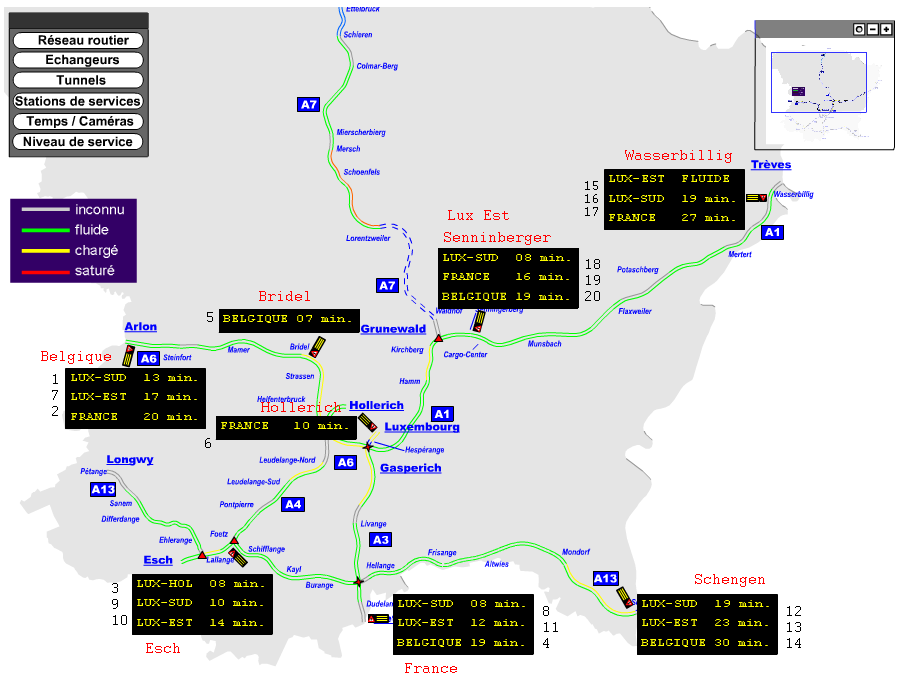 Ettelbruck
Schieren
Réseau routier
Echangeurs
Tunnels
Stations de services
Temps / Caméras
Niveau de service
Colmar-Berg
A7
Mierscherbierg
Mersch
Schoenfels
Wasserbillig
Trèves
15
16
17
LUX-EST FLUIDE
LUX-SUD 19 min.
FRANCE 27 min.
Wasserbillig
inconnu
fluide
chargé
saturé
Lux Est
Senninberger
Lorentzweiler
A1
LUX-SUD 08 min.
FRANCE 16 min.
BELGIQUE 19 min.
18
19
20
Mertert
Potaschberg
A7
Bridel
5
BELGIQUE 07 min.
Waldhof
Flaxweiler
Arlon
Grunewald
Belgique
A6
Steinfort
Mamer
Bridel
Kirchberg
Cargo-Center
Munsbach
1
7
2
LUX-SUD 13 min.
LUX-EST 17 min.
FRANCE 20 min.
Strassen
Hamm
Helfenterbruck
Hollerich
Hollerich
A1
6
FRANCE 10 min.
Luxembourg
Hespérange
Longwy
Leudelange-Nord
A6
Gasperich
Pétange
Leudelange-Sud
A13
Sanem
Pontpierre
A4
Differdange
Livange
Ehlerange
Foetz
A3
Schifflange
Frisange
Mondorf
Esch
Lallange
Kayl
Hellange
Altwies
Burange
A13
Schengen
3
9
10
LUX-HOL 08 min.
LUX-SUD 10 min.
LUX-EST 14 min.
Esch
LUX-SUD 08 min.
LUX-EST 12 min.
BELGIQUE 19 min.
8
11
4
France
LUX-SUD 19 min.
LUX-EST 23 min.
BELGIQUE 30 min.
12
13
14